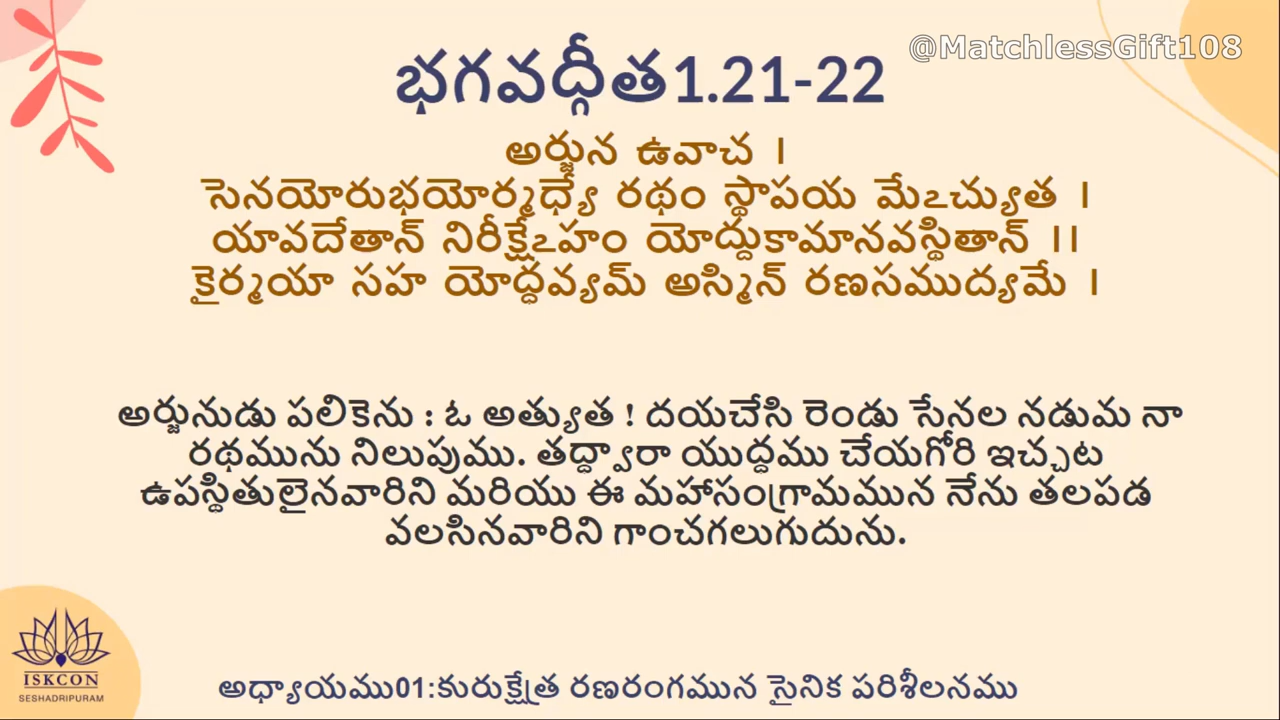 @MatchlessGift108
భగవద్గీత1.21-22
అర్జున ఉవాచ ।
సెనయోరుభయోర్మధ్యే రథం స్థాపయ మేఽచ్యుత ।
యావదేతాన్ నిరీక్షేఽహం యోద్దుకామానవస్థితాన్ ।।
కైర్మయా సహ యోద్ధవ్యమ్ అస్మిన్ రణసముద్యమే ।
అర్జునుడు పలికెను : ఓ అత్యుత ! దయచేసి రెండు సేనల నడుమ నా
రథమును నిలుపుము. తద్ద్వారా యుద్ధము చేయగోరి ఇచ్చట
ఉపస్థితులైనవారిని మరియు ఈ మహాసంగ్రామమున నేను తలపడ
వలసినవారిని గాంచగలుగుదును.
ISKCON
SESHADRIPURAM
అధ్యాయము01:కురుక్షేత్ర రణరంగమున సైనిక పరిశీలనము